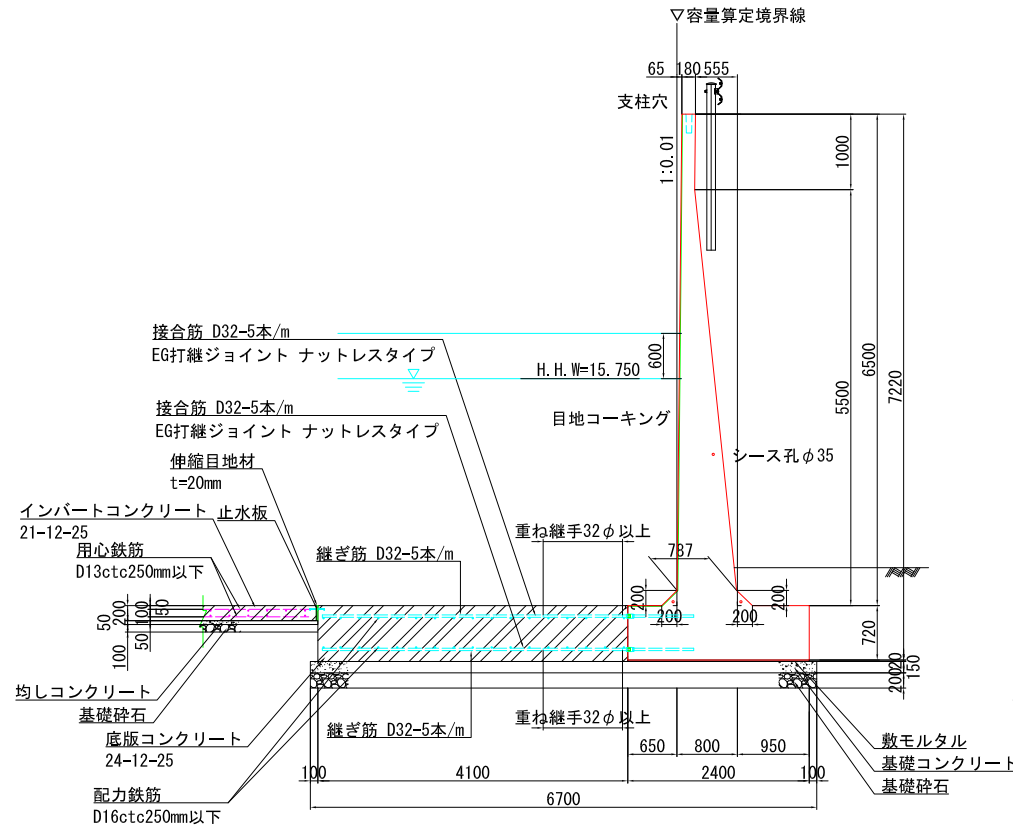 ▽容量算定境界線
65
180
555
支柱穴
1:0.01
1000
6500
7220
5500
接合筋 D32-5本/m
EG打継ジョイント ナットレスタイプ
600
H.H.W=15.750
接合筋 D32-5本/m
EG打継ジョイント ナットレスタイプ
目地コーキング
シース孔φ35
伸縮目地材
t=20mm
インバートコンクリート
21-12-25
止水板
用心鉄筋
D13ctc250mm以下
継ぎ筋 D32-5本/m
重ね継手32φ以上
787
200
200
200
200
50
200
100
50
50
100
720
20
150
200
均しコンクリート
基礎砕石
底版コンクリート
24-12-25
継ぎ筋 D32-5本/m
重ね継手32φ以上
650
800
950
敷モルタル
基礎コンクリート
基礎砕石
100
4100
2400
100
6700
配力鉄筋
D16ctc250mm以下